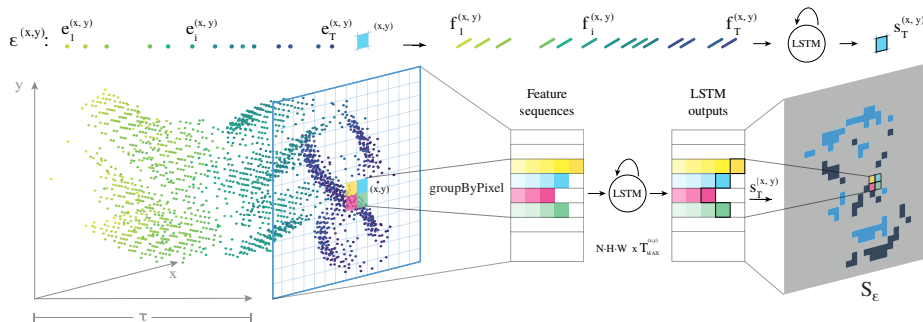 ε^(x,y): e_1^(x, y) e_i^(x, y) e_T^(x, y) (x,y) f_1^(x, y) f_i^(x, y) f_T^(x, y) LSTM s_T^(x, y)
y
x
τ
(x,y)
groupByPixel
Feature
sequences
LSTM
N·H·W x T_MAX^(x,y)
LSTM
outputs
s_T^(x, y)
S_ε